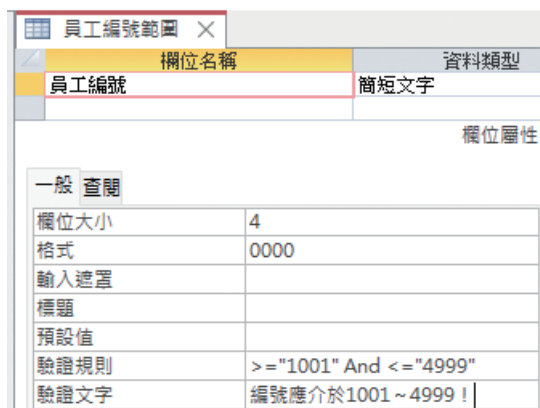 員工編號範圍
欄位名稱 資料類型
員工編號 簡短文字
欄位屬性
一般 查閱
欄位大小 4
格式 0000
輸入遮罩
標題
預設值
驗證規則 >="1001" And <="4999"
驗證文字 編號應介於1001~4999!